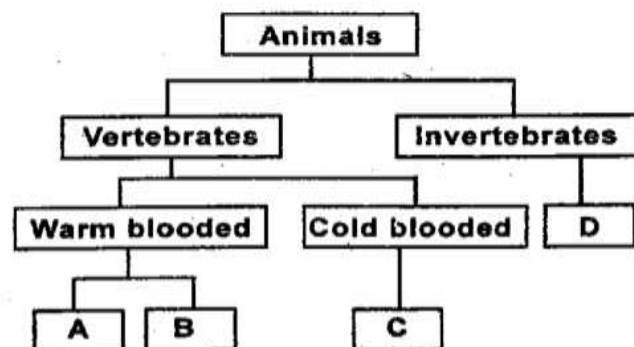 Animals
Vertebrates Invertebrates
Warm blooded Cold blooded D
A B C